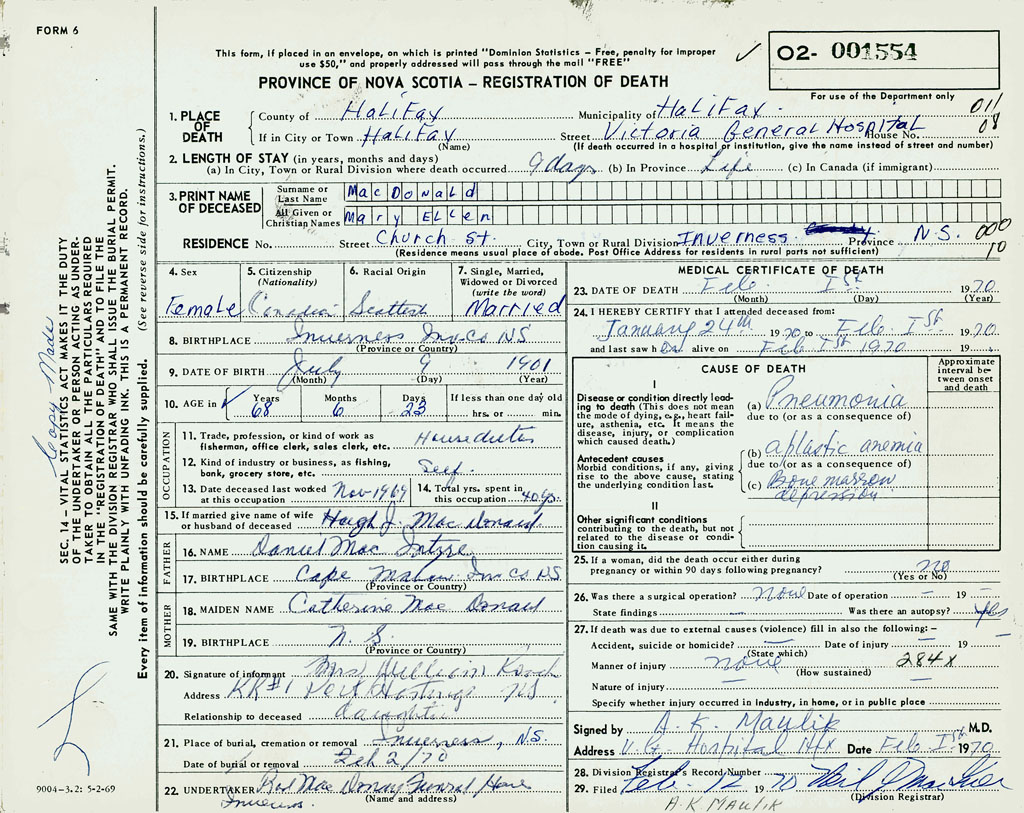 FORM 6
This form, if placed in an envelope, on which is printed "Dominion Statistics – Free, penalty for improper
use $50," and properly addressed will pass through the mail "FREE"
✓ 02- 001554
PROVINCE OF NOVA SCOTIA – REGISTRATION OF DEATH
For use of the Department only
011
08
1. PLACE OF DEATH
County of Halifax Municipality of Halifax
If in City or Town Halifax Street Victoria General Hospital House No.
(Name) (If death occurred in a hospital or institution, give the name instead of street and number)
2. LENGTH OF STAY (in years, months and days)
(a) In City, Town or Rural Division where death occurred 9 days (b) In Province Life (c) In Canada (if immigrant)
3. PRINT NAME OF DECEASED
Surname or Last Name MacDonald
All Given or Christian Names Mary Ellen
RESIDENCE No. Street Church St. City, Town or Rural Division Inverness Province N.S. 000
(Residence means usual place of abode. Post Office Address for residents in rural parts not sufficient) 10
4. Sex Female
5. Citizenship (Nationality) Canadian
6. Racial Origin Scottish
7. Single, Married, Widowed or Divorced (write the word) Married
8. BIRTHPLACE Inverness Inv. Co NS
(Province or Country)
9. DATE OF BIRTH July 9 1901
(Month) (Day) (Year)
10. AGE in ✓ Years 68 Months 6 Days 23 If less than one day old hrs. or min.
OCCUPATION
11. Trade, profession, or kind of work as fisherman, office clerk, sales clerk, etc. Houseduties
12. Kind of industry or business, as fishing, bank, grocery store, etc. Self
13. Date deceased last worked at this occupation Nov-1969
14. Total yrs. spent in this occupation 40 yrs.
15. If married give name of wife or husband of deceased Hugh J. MacDonald
FATHER
16. NAME Daniel Mac
17. BIRTHPLACE Cape Mabou Inv. Co NS
(Province or Country)
MOTHER
18. MAIDEN NAME Catherine MacDonald
19. BIRTHPLACE N. S.
(Province or Country)
20. Signature of informant Mrs William
Address RR#1 Port Hastings NS
Relationship to deceased daughter
21. Place of burial, cremation or removal Inverness, N.S.
Date of burial or removal Feb 2/70
22. UNDERTAKER Rod Mac Funeral Home
(Name and address)
Inverness.
MEDICAL CERTIFICATE OF DEATH
23. DATE OF DEATH Feb. 1st 1970
(Month) (Day) (Year)
24. I HEREBY CERTIFY that I attended deceased from:
January 24th 1970 to Feb 1st 1970
and last saw her alive on Feb 1st 1970 19
CAUSE OF DEATH
Approximate interval between onset and death
I
Disease or condition directly leading to death (This does not mean the mode of dying, e.g., heart failure, asthenia, etc. It means the disease, injury, or complication which caused death.)
(a) Pneumonia
due to (or as a consequence of)
Antecedent causes
Morbid conditions, if any, giving rise to the above cause, stating the underlying condition last.
(b) aplastic anemia
due to (or as a consequence of)
(c) Bone marrow
depression
II
Other significant conditions
contributing to the death, but not related to the disease or condition causing it.
25. If a woman, did the death occur either during pregnancy or within 90 days following pregnancy? no
(Yes or No)
26. Was there a surgical operation? None Date of operation – 19 –
State findings – Was there an autopsy? yes
27. If death was due to external causes (violence) fill in also the following: –
Accident, suicide or homicide? – Date of injury – 19 –
(State which)
Manner of injury none 284x
(How sustained)
Nature of injury
Specify whether injury occurred in industry, in home, or in public place
Signed by A. K. Maulik M.D.
Address V.G. Hospital Hfx Date Feb 1st 1970
28. Division Registrar's Record Number
29. Filed Feb. 12 1970 Neil
(Division Registrar)
A K MAULIK
SEC. 14 – VITAL STATISTICS ACT MAKES IT THE DUTY
OF THE UNDERTAKER OR PERSON ACTING AS UNDER-
TAKER TO OBTAIN ALL THE PARTICULARS REQUIRED
IN THE "REGISTRATION OF DEATH" AND TO FILE THE
SAME WITH THE DIVISION REGISTRAR WHO SHALL ISSUE THE BURIAL PERMIT.
WRITE PLAINLY WITH UNFADING INK. THIS IS A PERMANENT RECORD.
Every item of information should be carefully supplied. (See reverse side for instructions.)
Copy Made
9004-3.2: 5-2-69